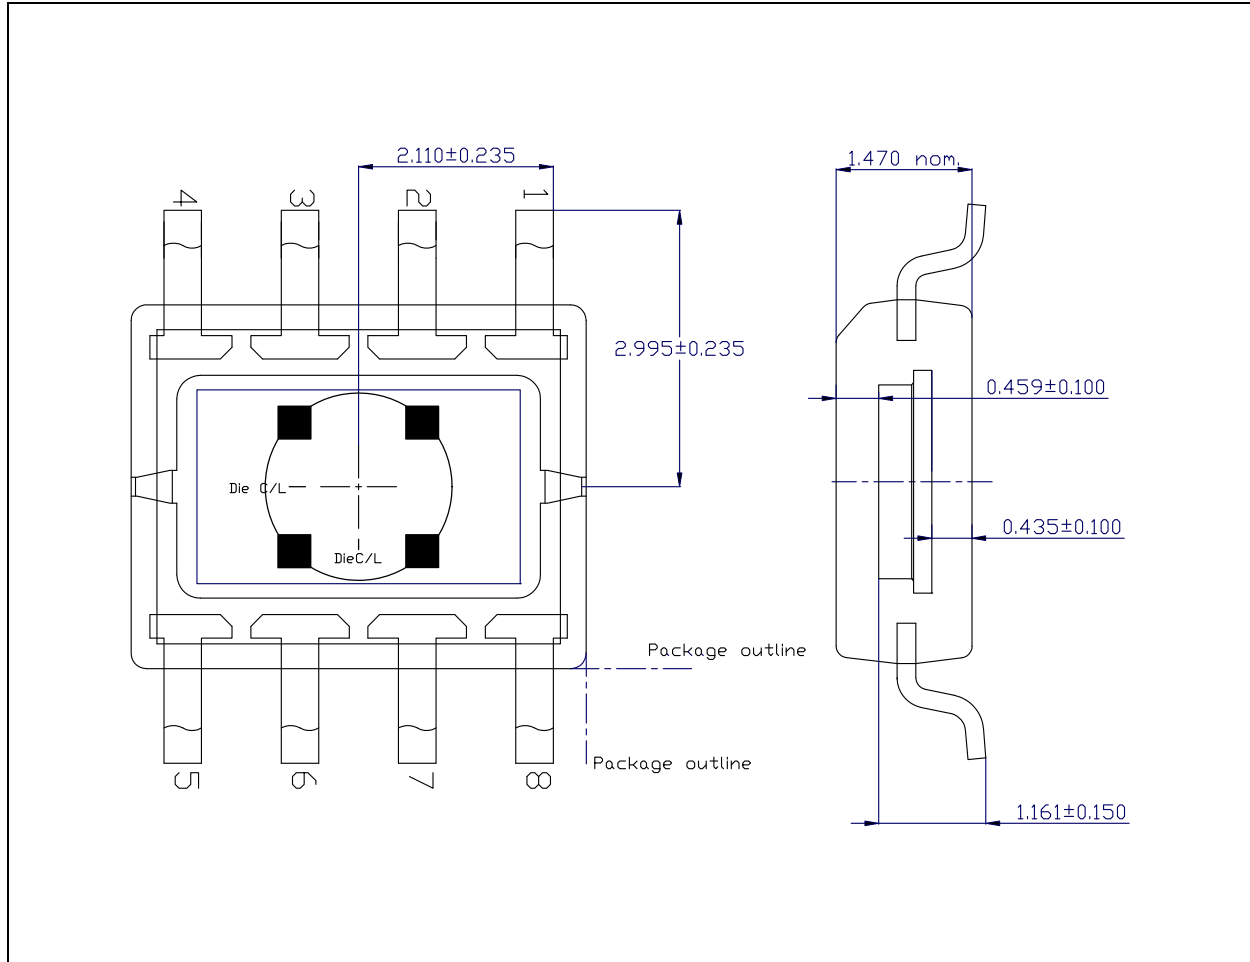 2.110±0.235
1.470 nom.
4 3 2 1
2.995±0.235
0.459±0.100
Die C/L
0.435±0.100
DieC/L
Package outline
Package outline
5 6 7 8
1.161±0.150